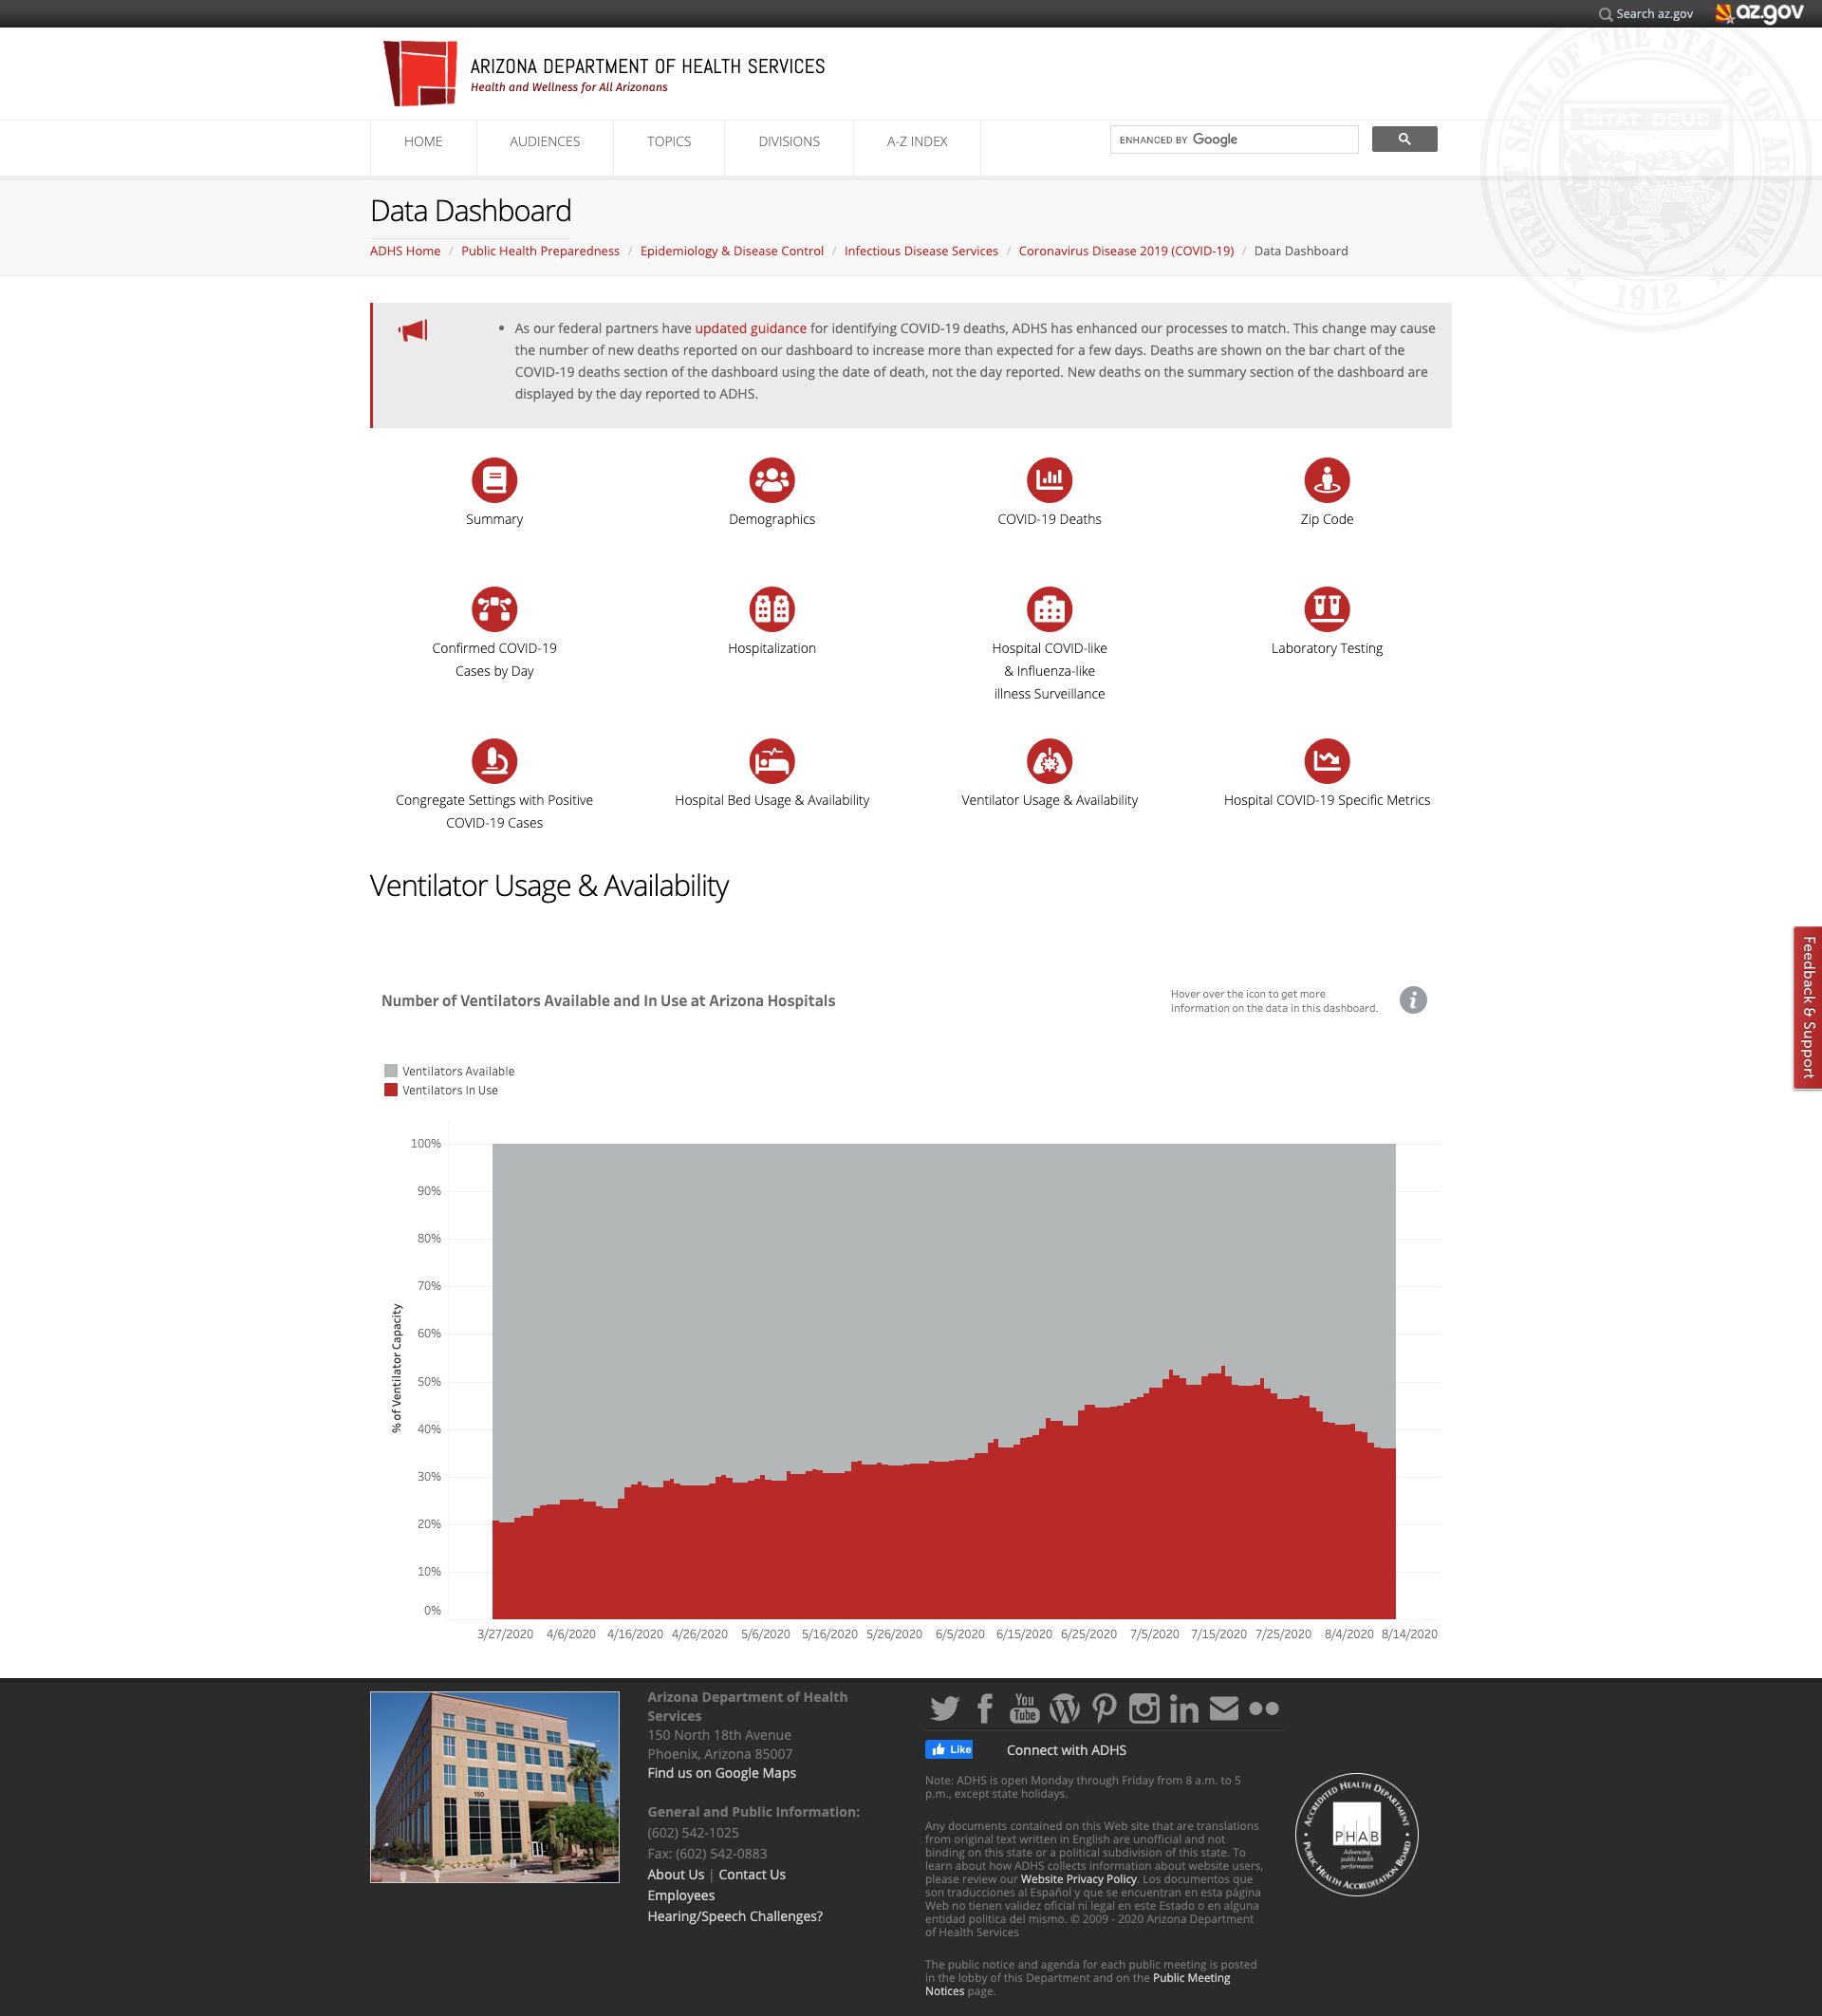 Search az.gov
az.gov
GREAT SEAL OF THE STATE OF ARIZONA
DITAT DEUS
1912
ARIZONA DEPARTMENT OF HEALTH SERVICES
Health and Wellness for All Arizonans
HOME
AUDIENCES
TOPICS
DIVISIONS
A-Z INDEX
ENHANCED BY Google
Data Dashboard
ADHS Home / Public Health Preparedness / Epidemiology & Disease Control / Infectious Disease Services / Coronavirus Disease 2019 (COVID-19) / Data Dashboard
• As our federal partners have updated guidance for identifying COVID-19 deaths, ADHS has enhanced our processes to match. This change may cause
the number of new deaths reported on our dashboard to increase more than expected for a few days. Deaths are shown on the bar chart of the
COVID-19 deaths section of the dashboard using the date of death, not the day reported. New deaths on the summary section of the dashboard are
displayed by the day reported to ADHS.
Summary
Demographics
COVID-19 Deaths
Zip Code
Confirmed COVID-19
Cases by Day
Hospitalization
Hospital COVID-like
& Influenza-like
illness Surveillance
Laboratory Testing
Congregate Settings with Positive
COVID-19 Cases
Hospital Bed Usage & Availability
Ventilator Usage & Availability
Hospital COVID-19 Specific Metrics
Ventilator Usage & Availability
Feedback & Support
Number of Ventilators Available and In Use at Arizona Hospitals
Hover over the icon to get more
information on the data in this dashboard.
i
Ventilators Available
Ventilators In Use
% of Ventilator Capacity
100%
90%
80%
70%
60%
50%
40%
30%
20%
10%
0%
3/27/2020 4/6/2020 4/16/2020 4/26/2020 5/6/2020 5/16/2020 5/26/2020 6/5/2020 6/15/2020 6/25/2020 7/5/2020 7/15/2020 7/25/2020 8/4/2020 8/14/2020
150
Arizona Department of Health
Services
150 North 18th Avenue
Phoenix, Arizona 85007
Find us on Google Maps
General and Public Information:
(602) 542-1025
Fax: (602) 542-0883
About Us | Contact Us
Employees
Hearing/Speech Challenges?
You
Tube
Like
Connect with ADHS
Note: ADHS is open Monday through Friday from 8 a.m. to 5
p.m., except state holidays.
Any documents contained on this Web site that are translations
from original text written in English are unofficial and not
binding on this state or a political subdivision of this state. To
learn about how ADHS collects information about website users,
please review our Website Privacy Policy. Los documentos que
son traducciones al Español y que se encuentran en esta página
Web no tienen validez oficial ni legal en este Estado o en alguna
entidad politica del mismo. © 2009 - 2020 Arizona Department
of Health Services
The public notice and agenda for each public meeting is posted
in the lobby of this Department and on the Public Meeting
Notices page.
ACCREDITED HEALTH DEPARTMENT
PHAB
Advancing
public health
performance
PUBLIC HEALTH ACCREDITATION BOARD